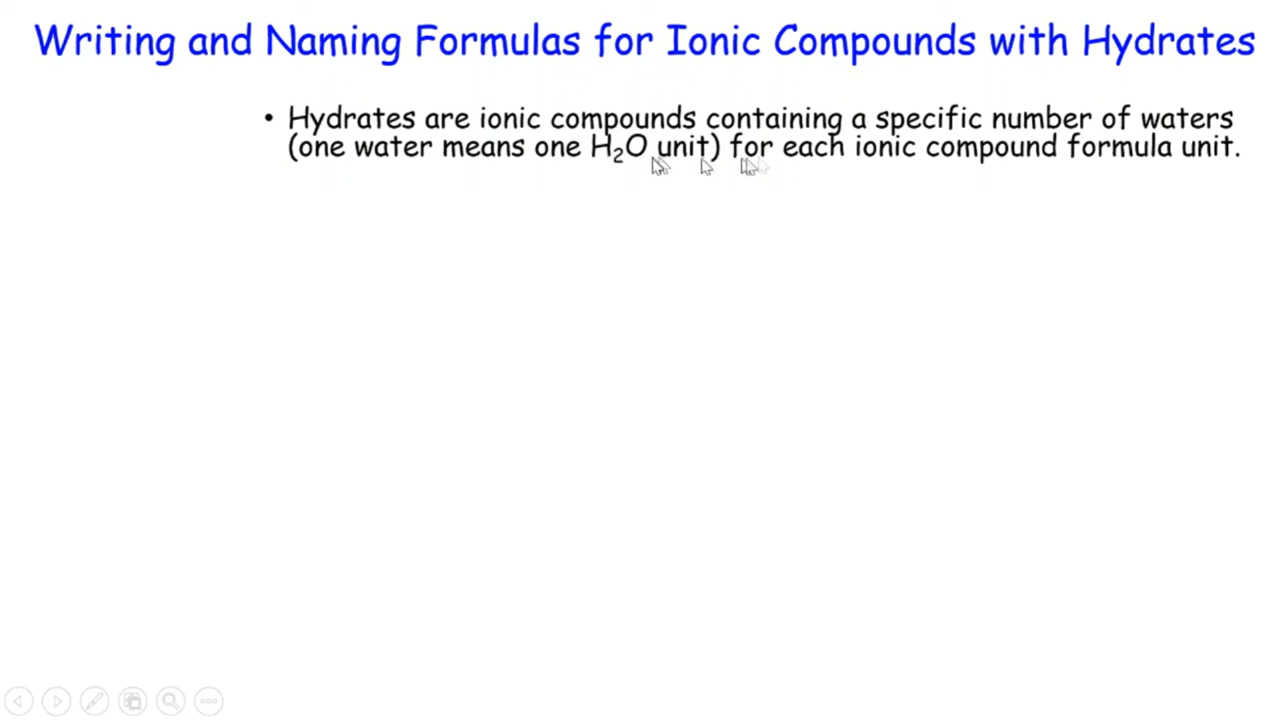 Writing and Naming Formulas for Ionic Compounds with Hydrates
• Hydrates are ionic compounds containing a specific number of waters
(one water means one H₂O unit) for each ionic compound formula unit.